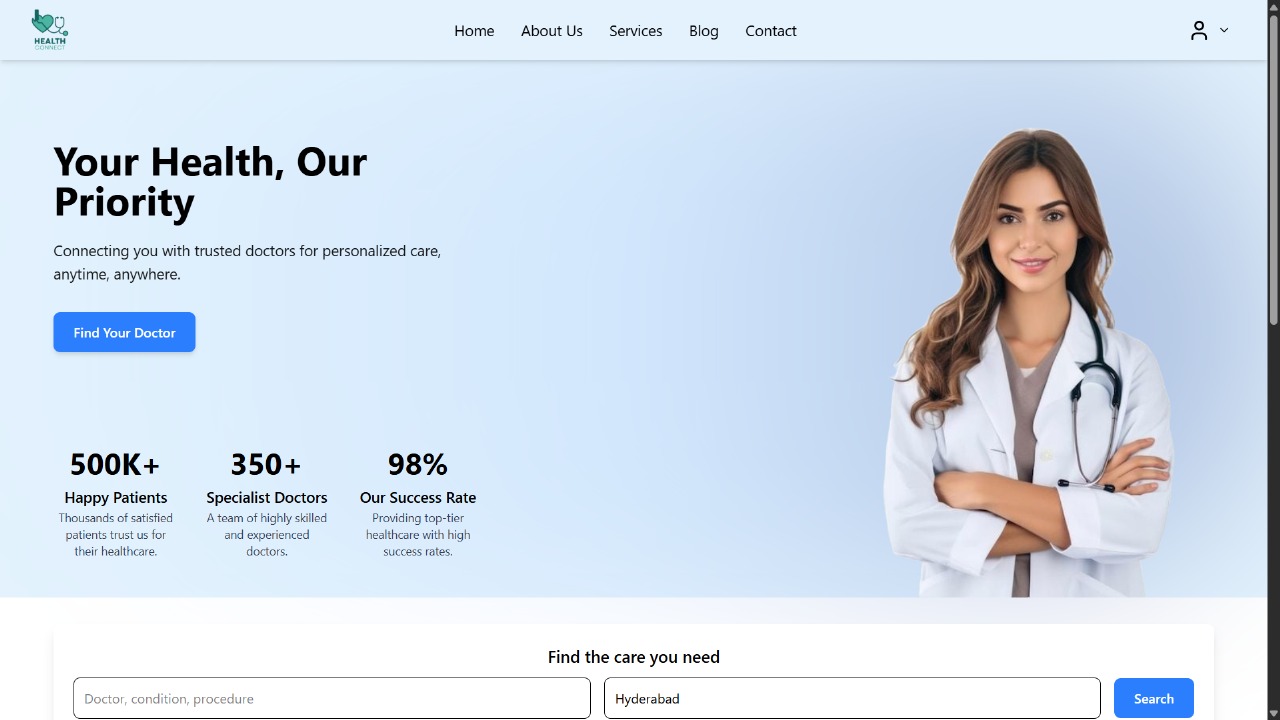 HEALTH
CONNECT
Home
About Us
Services
Blog
Contact
Your Health, Our
Priority
Connecting you with trusted doctors for personalized care,
anytime, anywhere.
Find Your Doctor
500K+
Happy Patients
Thousands of satisfied
patients trust us for
their healthcare.
350+
Specialist Doctors
A team of highly skilled
and experienced
doctors.
98%
Our Success Rate
Providing top-tier
healthcare with high
success rates.
Find the care you need
Doctor, condition, procedure
Hyderabad
Search